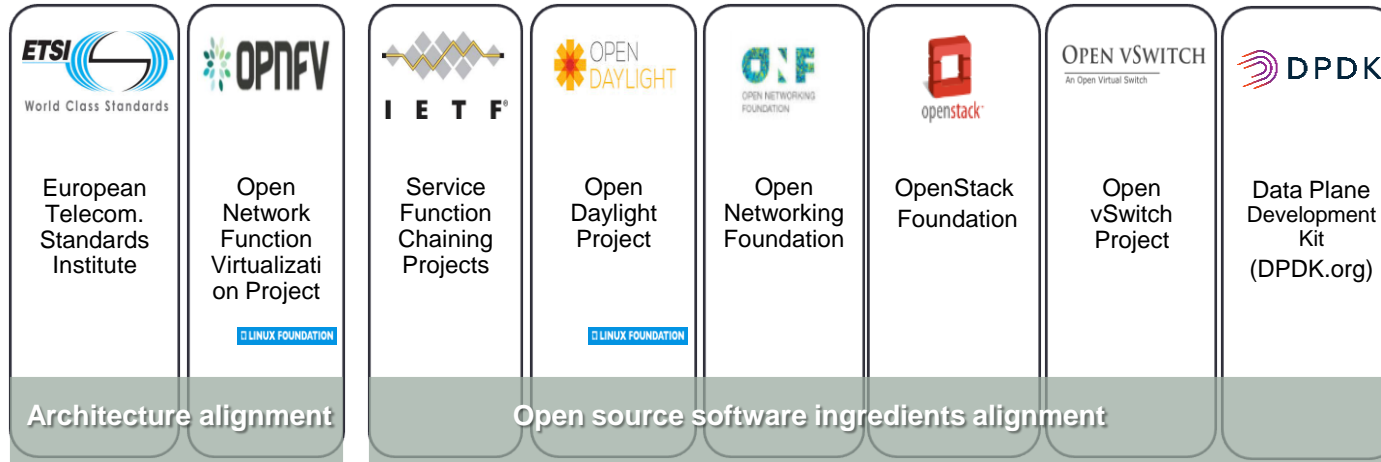 ETSI
World Class Standards
European
Telecom.
Standards
Institute
OPNFV
Open
Network
Function
Virtualizati
on Project
LINUX FOUNDATION
I E T F®
Service
Function
Chaining
Projects
OPEN
DAYLIGHT
Open
Daylight
Project
LINUX FOUNDATION
ONF
OPEN NETWORKING
FOUNDATION
Open
Networking
Foundation
openstack
OpenStack
Foundation
OPEN VSWITCH
An Open Virtual Switch
Open
vSwitch
Project
DPDK
Data Plane
Development
Kit
(DPDK.org)
Architecture alignment
Open source software ingredients alignment